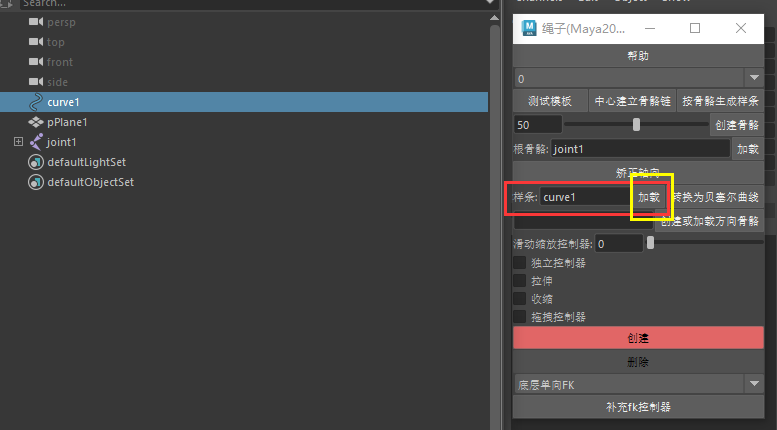 Search...
persp
top
front
side
curve1
pPlane1
joint1
defaultLightSet
defaultObjectSet
绳子(Maya20...
帮助
0
测试模板 中心建立骨骼链 按骨骼生成样条
50 创建骨骼
根骨骼: joint1 加载
矫正轴向
样条: curve1 加载 转换为贝塞尔曲线
创建或加载方向骨骼
滑动缩放控制器: 0
独立控制器
拉伸
收缩
拖拽控制器
创建
删除
底层单向FK
补充fk控制器